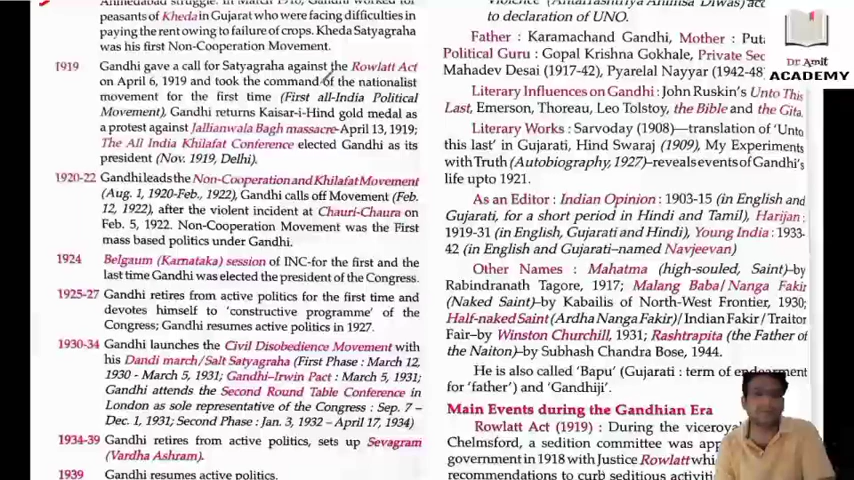 Ahmedabad struggle. In March 1918, Gandhi worked for
peasants of Kheda in Gujarat who were facing difficulties in
paying the rent owing to failure of crops. Kheda Satyagraha
was his first Non-Cooperation Movement.
1919 Gandhi gave a call for Satyagraha against the Rowlatt Act
on April 6, 1919 and took the command of the nationalist
movement for the first time (First all-India Political
Movement), Gandhi returns Kaisar-i-Hind gold medal as
a protest against Jallianwala Bagh massacre-April 13, 1919;
The All India Khilafat Conference elected Gandhi as its
president (Nov. 1919, Delhi).
1920-22 Gandhi leads the Non-Cooperation and Khilafat Movement
(Aug. 1, 1920-Feb., 1922), Gandhi calls off Movement (Feb.
12, 1922), after the violent incident at Chauri-Chaura on
Feb. 5, 1922. Non-Cooperation Movement was the First
mass based politics under Gandhi.
1924 Belgaum (Karnataka) session of INC-for the first and the
last time Gandhi was elected the president of the Congress.
1925-27 Gandhi retires from active politics for the first time and
devotes himself to 'constructive programme' of the
Congress; Gandhi resumes active politics in 1927.
1930-34 Gandhi launches the Civil Disobedience Movement with
his Dandi march/Salt Satyagraha (First Phase : March 12,
1930 - March 5, 1931; Gandhi-Irwin Pact : March 5, 1931;
Gandhi attends the Second Round Table Conference in
London as sole representative of the Congress : Sep. 7 –
Dec. 1, 1931; Second Phase : Jan. 3, 1932 – April 17, 1934)
1934-39 Gandhi retires from active politics, sets up Sevagram
(Vardha Ashram).
1939 Gandhi resumes active politics.
to declaration of UNO.
Father : Karamachand Gandhi, Mother :
Political Guru : Gopal Krishna Gokhale, Private
Mahadev Desai (1917-42), Pyarelal Nayyar (1942-48)
Literary Influences on Gandhi : John Ruskin's Unto This
Last, Emerson, Thoreau, Leo Tolstoy, the Bible and the Gita.
Literary Works : Sarvoday (1908)—translation of 'Unto
this last' in Gujarati, Hind Swaraj (1909), My Experiments
with Truth (Autobiography, 1927)–reveals events of Gandhi's
life upto 1921.
As an Editor : Indian Opinion : 1903-15 (in English and
Gujarati, for a short period in Hindi and Tamil), Harijan :
1919-31 (in English, Gujarati and Hindi), Young India : 1933-
42 (in English and Gujarati–named Navjeevan)
Other Names : Mahatma (high-souled, Saint)–by
Rabindranath Tagore, 1917; Malang Baba/Nanga Fakir
(Naked Saint)–by Kabailis of North-West Frontier, 1930;
Half-naked Saint (Ardha Nanga Fakir)/Indian Fakir/Traitor
Fair–by Winston Churchill, 1931; Rashtrapita (the Father of
the Naiton)–by Subhash Chandra Bose, 1944.
He is also called 'Bapu' (Gujarati : term of endearment
for 'father') and 'Gandhiji'.
Main Events during the Gandhian Era
Rowlatt Act (1919) : During the
Chelmsford, a sedition committee was
government in 1918 with Justice Rowlatt
recommendations to curb seditious
Dr Amit
ACADEMY